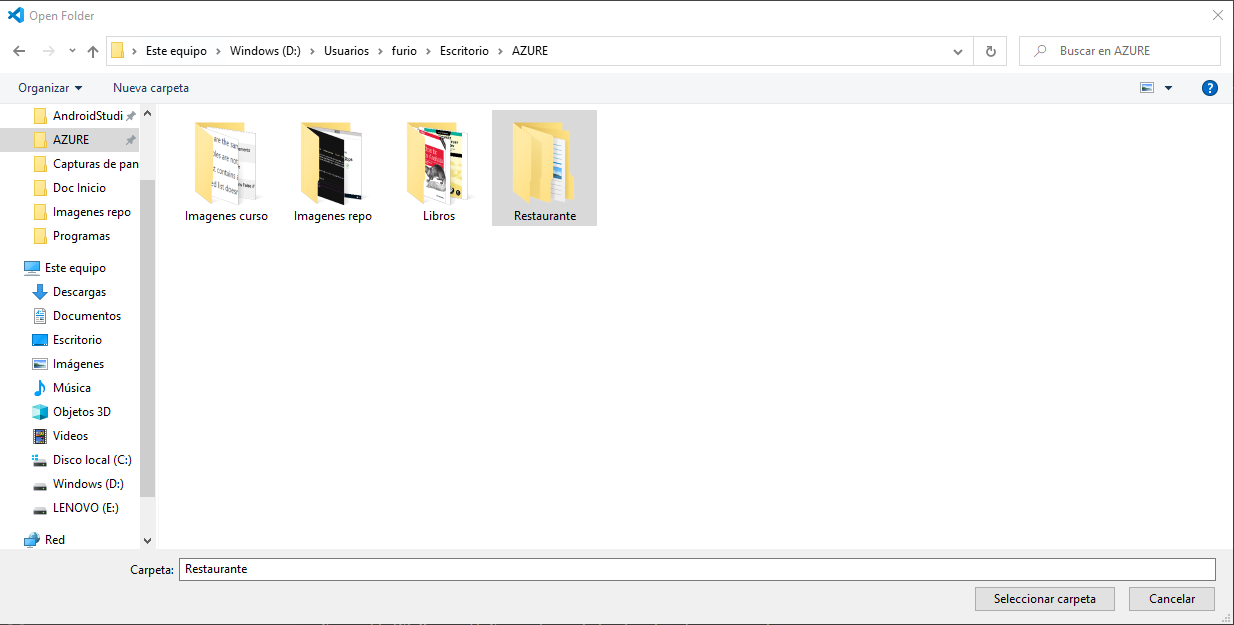 Open Folder
Este equipo > Windows (D:) > Usuarios > furio > Escritorio > AZURE
Buscar en AZURE
Organizar
Nueva carpeta
AndroidStudi
AZURE
Capturas de pan
Doc Inicio
Imagenes repo
Programas
Este equipo
Descargas
Documentos
Escritorio
Imágenes
Música
Objetos 3D
Videos
Disco local (C:)
Windows (D:)
LENOVO (E:)
Red
Imagenes curso
Imagenes repo
Libros
Restaurante
Carpeta: Restaurante
Seleccionar carpeta
Cancelar